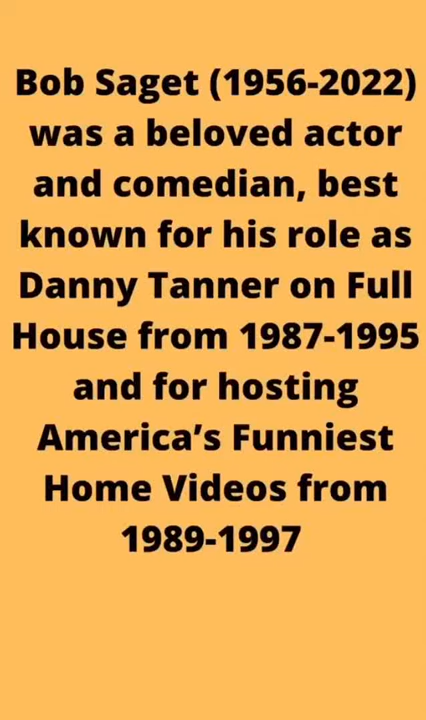 Bob Saget (1956-2022)
was a beloved actor
and comedian, best
known for his role as
Danny Tanner on Full
House from 1987-1995
and for hosting
America’s Funniest
Home Videos from
1989-1997